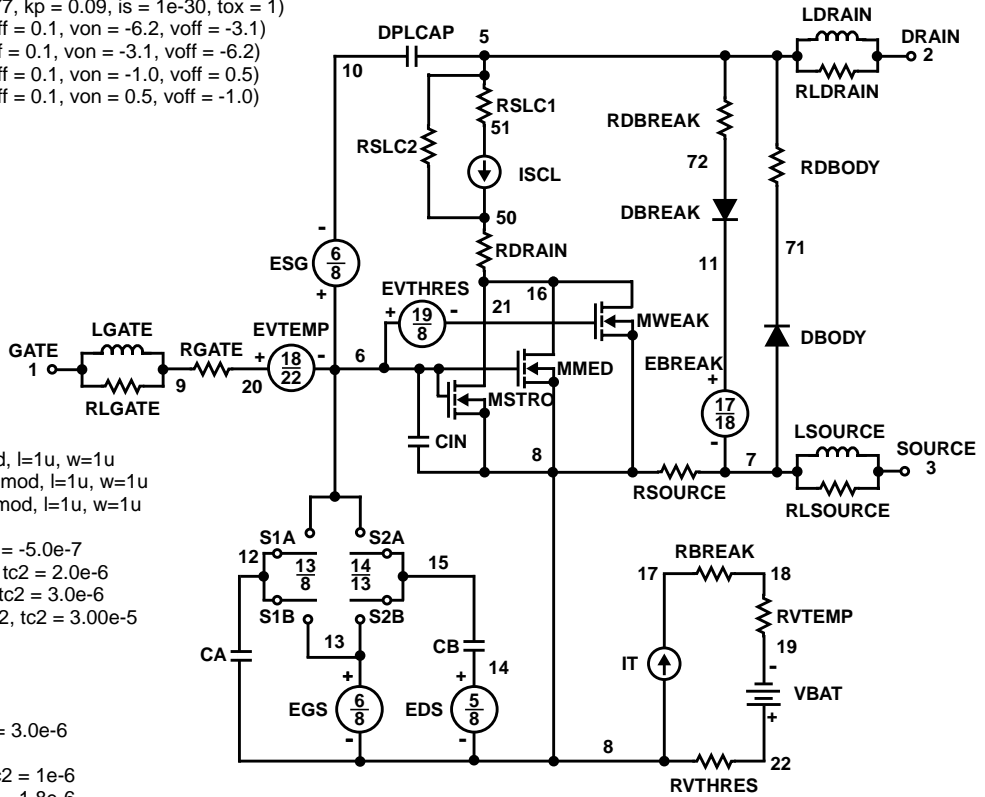 7, kp = 0.09, is = 1e-30, tox = 1)
ff = 0.1, von = -6.2, voff = -3.1)
= 0.1, von = -3.1, voff = -6.2)
ff = 0.1, von = -1.0, voff = 0.5)
ff = 0.1, von = 0.5, voff = -1.0)
DPLCAP
5
10
LDRAIN
DRAIN
2
RLDRAIN
RSLC1
51
RSLC2
ISCL
50
RDRAIN
RDBREAK
72
RDBODY
DBREAK
71
11
-
ESG
6
8
+
EVTHRES
+
19
8
-
21
16
MWEAK
LGATE
GATE
1
RLGATE
9
RGATE
20
EVTEMP
+
18
22
-
6
MMED
MSTRO
CIN
8
EBREAK
+
17
18
-
DBODY
RSOURCE
7
LSOURCE
SOURCE
3
RLSOURCE
d, l=1u, w=1u
mod, l=1u, w=1u
nod, l=1u, w=1u
= -5.0e-7
tc2 = 2.0e-6
tc2 = 3.0e-6
2, tc2 = 3.00e-5
= 3.0e-6
c2 = 1e-6
S1A
S2A
12
13
8
14
13
15
S1B
S2B
13
CA
CB
14
+
EGS
6
8
-
+
EDS
5
8
-
8
RBREAK
17
18
RVTEMP
19
IT
-
VBAT
+
22
RVTHRES